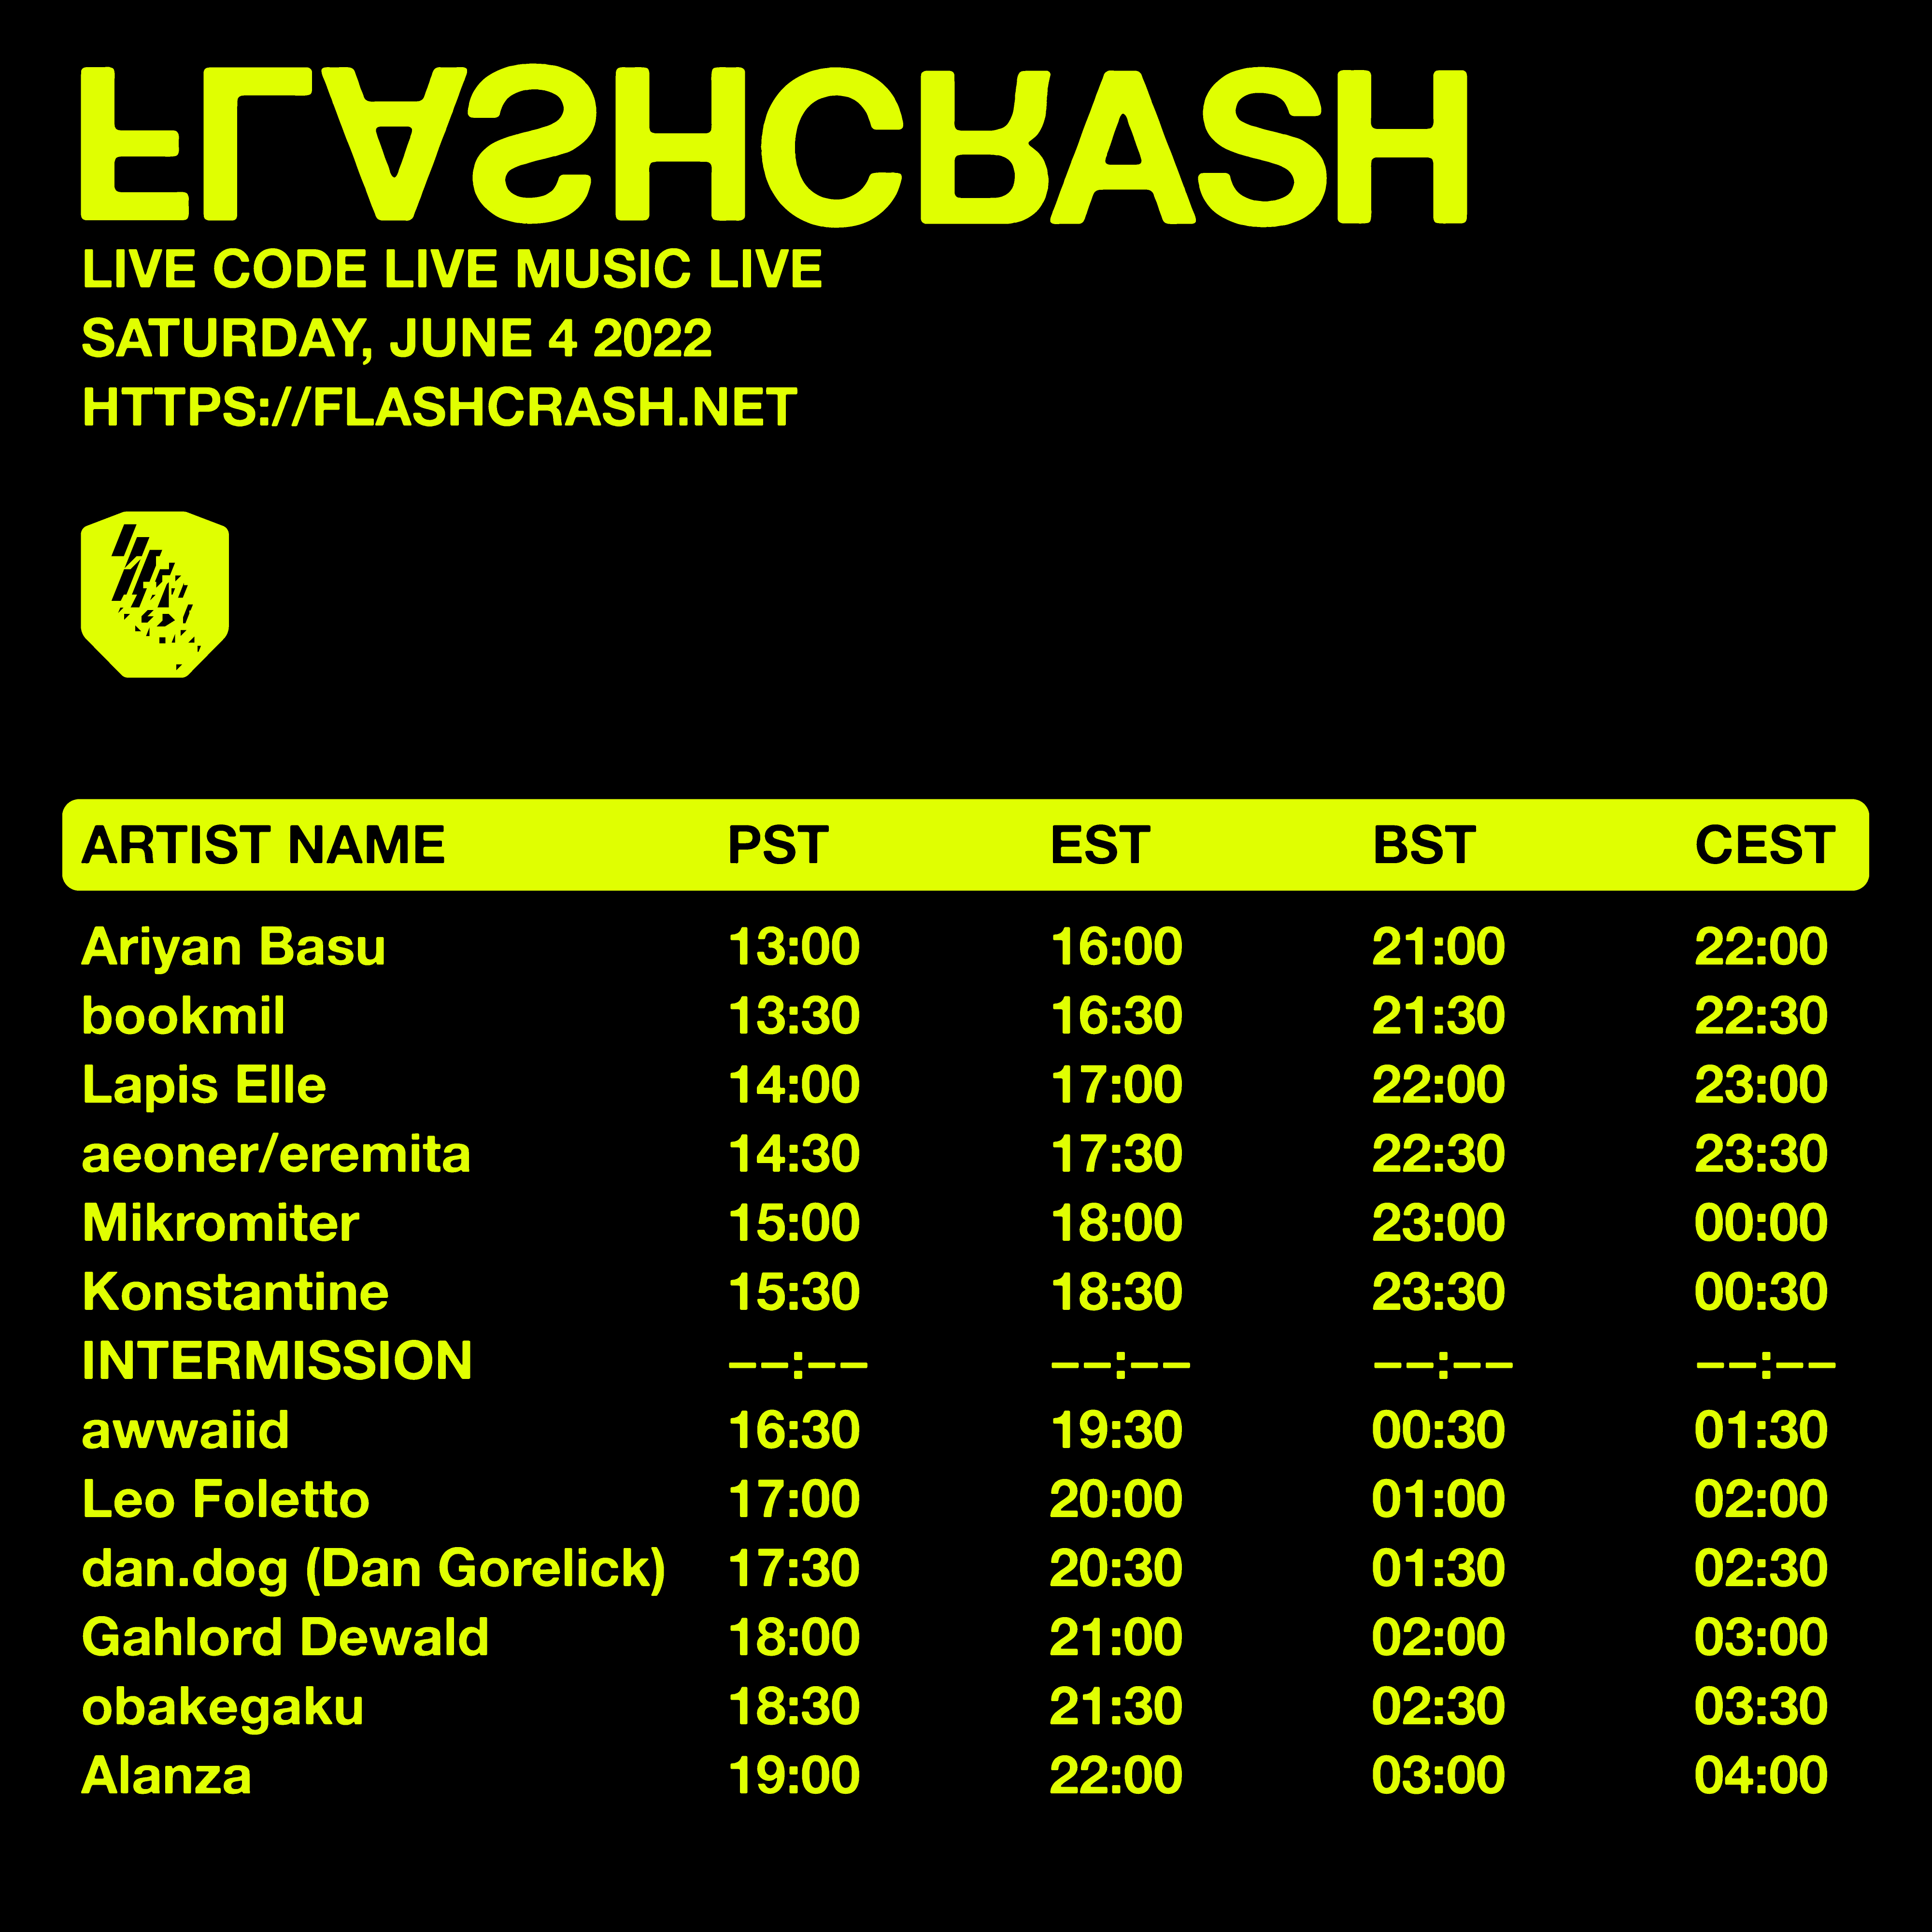 FLASHCRASH
LIVE CODE LIVE MUSIC LIVE
SATURDAY, JUNE 4 2022
HTTPS://FLASHCRASH.NET
ARTIST NAME PST EST BST CEST
Ariyan Basu 13:00 16:00 21:00 22:00
bookmil 13:30 16:30 21:30 22:30
Lapis Elle 14:00 17:00 22:00 23:00
aeoner/eremita 14:30 17:30 22:30 23:30
Mikromiter 15:00 18:00 23:00 00:00
Konstantine 15:30 18:30 23:30 00:30
INTERMISSION −−:−− −−:−− −−:−− −−:−−
awwaiid 16:30 19:30 00:30 01:30
Leo Foletto 17:00 20:00 01:00 02:00
dan.dog (Dan Gorelick) 17:30 20:30 01:30 02:30
Gahlord Dewald 18:00 21:00 02:00 03:00
obakegaku 18:30 21:30 02:30 03:30
Alanza 19:00 22:00 03:00 04:00